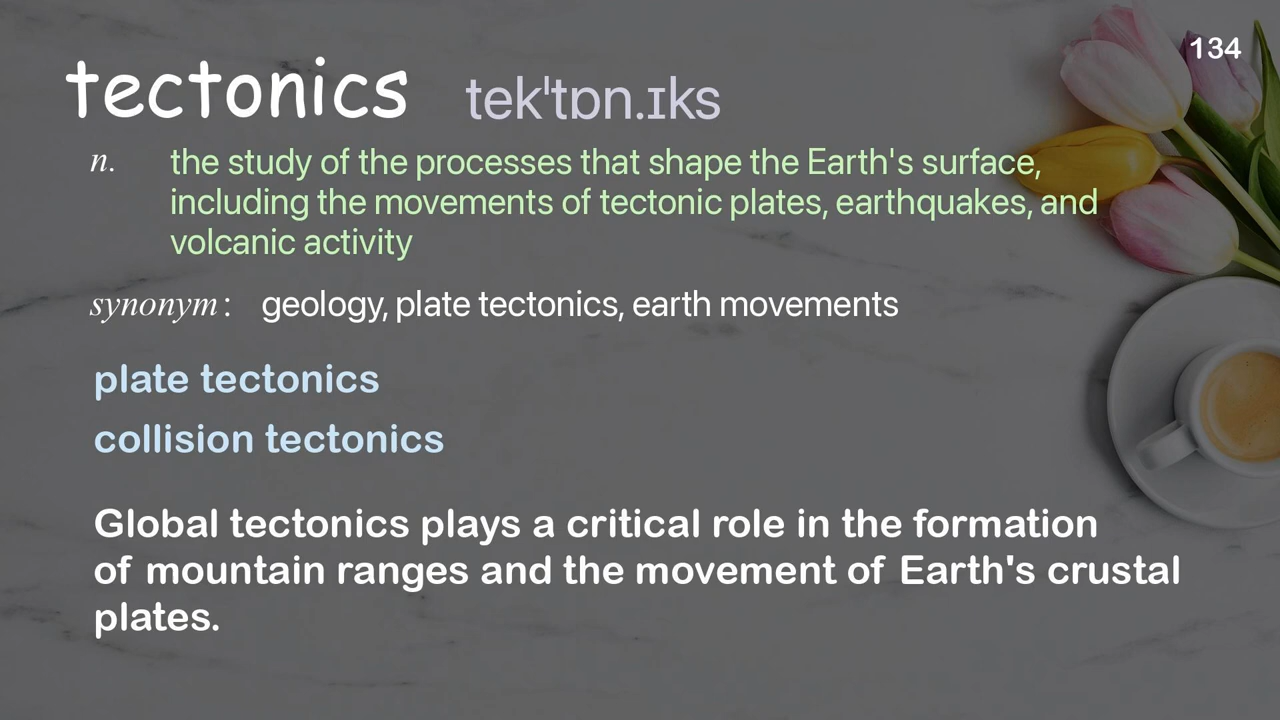 134
tectonics tekˈtɒn.ɪks
n. the study of the processes that shape the Earth's surface,
including the movements of tectonic plates, earthquakes, and
volcanic activity
synonym: geology, plate tectonics, earth movements
plate tectonics
collision tectonics
Global tectonics plays a critical role in the formation
of mountain ranges and the movement of Earth's crustal
plates.